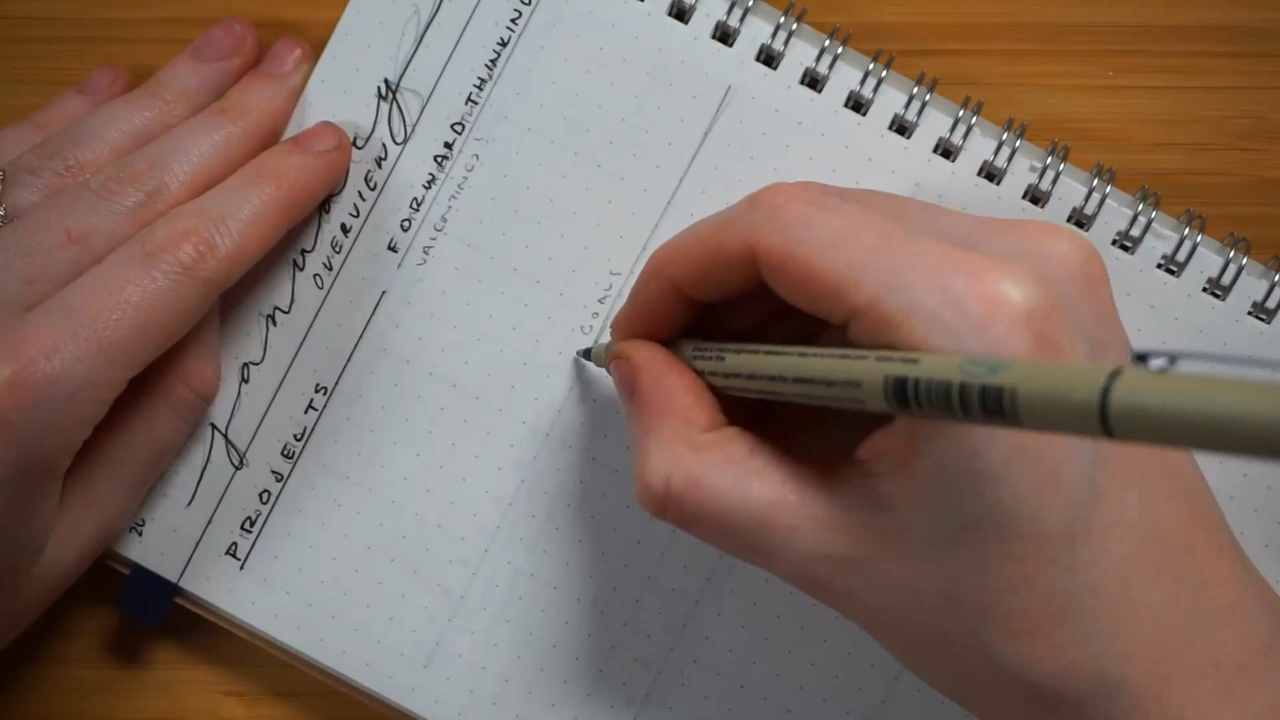 january
OVERVIEW
PROJECTS
FORWARD THINKING
VALENTINES
GOALS